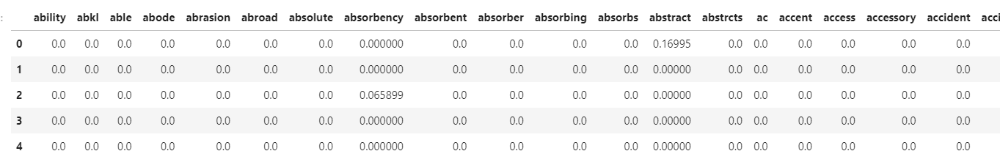 : ability abkl able abode abrasion abroad absolute absorbency absorbent absorber absorbing absorbs abstract abstrcts ac accent access accessory accident acci
0 0.0 0.0 0.0 0.0 0.0 0.0 0.0 0.000000 0.0 0.0 0.0 0.0 0.16995 0.0 0.0 0.0 0.0 0.0 0.0
1 0.0 0.0 0.0 0.0 0.0 0.0 0.0 0.000000 0.0 0.0 0.0 0.0 0.00000 0.0 0.0 0.0 0.0 0.0 0.0
2 0.0 0.0 0.0 0.0 0.0 0.0 0.0 0.065899 0.0 0.0 0.0 0.0 0.00000 0.0 0.0 0.0 0.0 0.0 0.0
3 0.0 0.0 0.0 0.0 0.0 0.0 0.0 0.000000 0.0 0.0 0.0 0.0 0.00000 0.0 0.0 0.0 0.0 0.0 0.0
4 0.0 0.0 0.0 0.0 0.0 0.0 0.0 0.000000 0.0 0.0 0.0 0.0 0.00000 0.0 0.0 0.0 0.0 0.0 0.0